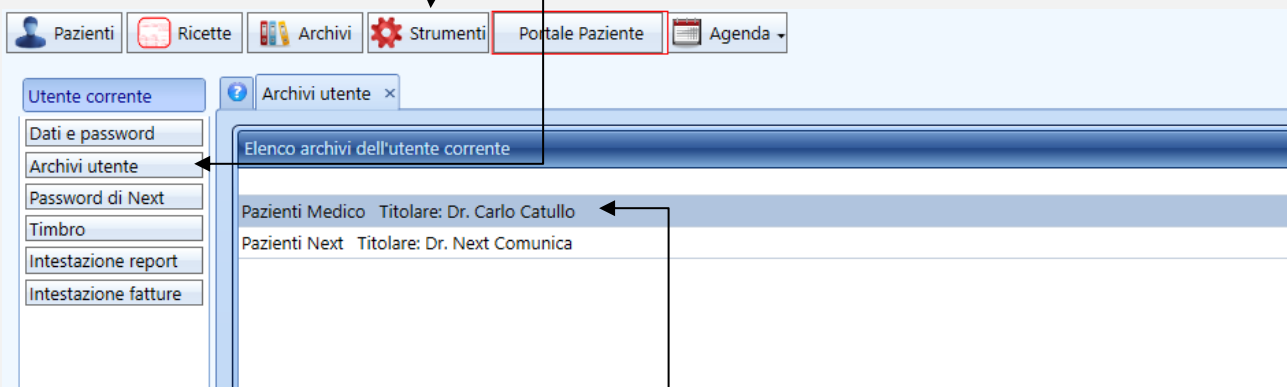 Pazienti Ricette Archivi Strumenti Portale Paziente Agenda
Utente corrente
Archivi utente ×
Dati e password
Archivi utente
Password di Next
Timbro
Intestazione report
Intestazione fatture
Elenco archivi dell'utente corrente
Pazienti Medico Titolare: Dr. Carlo Catullo
Pazienti Next Titolare: Dr. Next Comunica